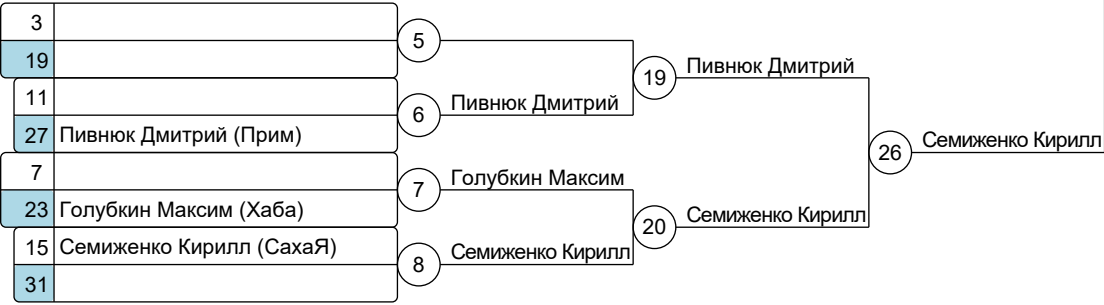 3
19
5
11
27 Пивнюк Дмитрий (Прим)
6
Пивнюк Дмитрий
19
Пивнюк Дмитрий
7
23 Голубкин Максим (Хаба)
7
Голубкин Максим
15 Семиженко Кирилл (СахаЯ)
31
8
Семиженко Кирилл
20
Семиженко Кирилл
26
Семиженко Кирилл